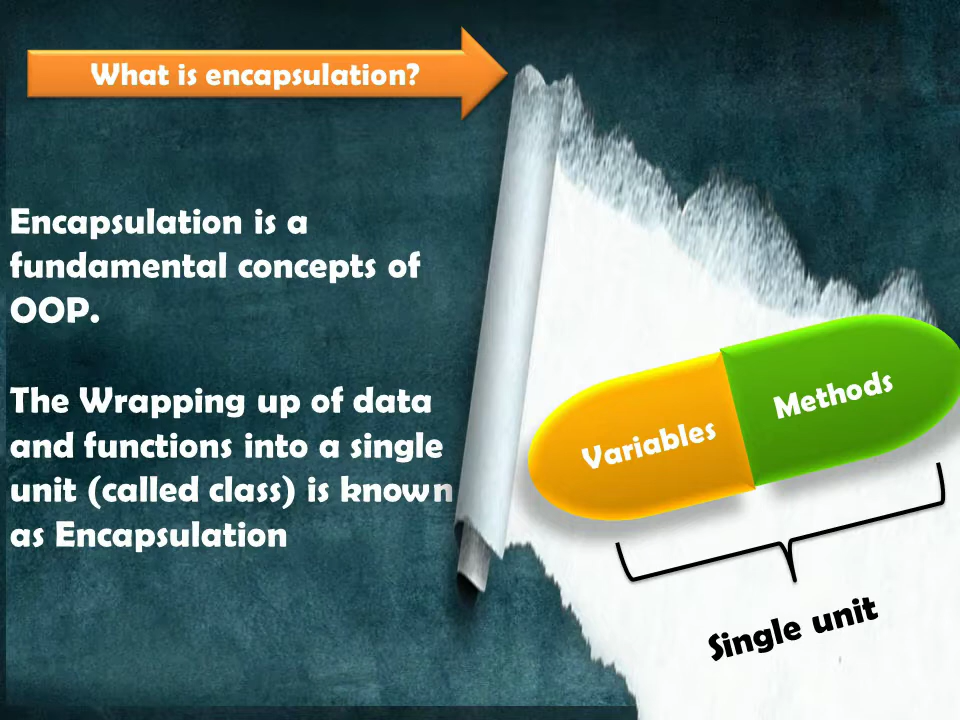 What is encapsulation?
Encapsulation is a
fundamental concepts of
OOP.
The Wrapping up of data
and functions into a single
unit (called class) is known
as Encapsulation
Variables
Methods
Single unit